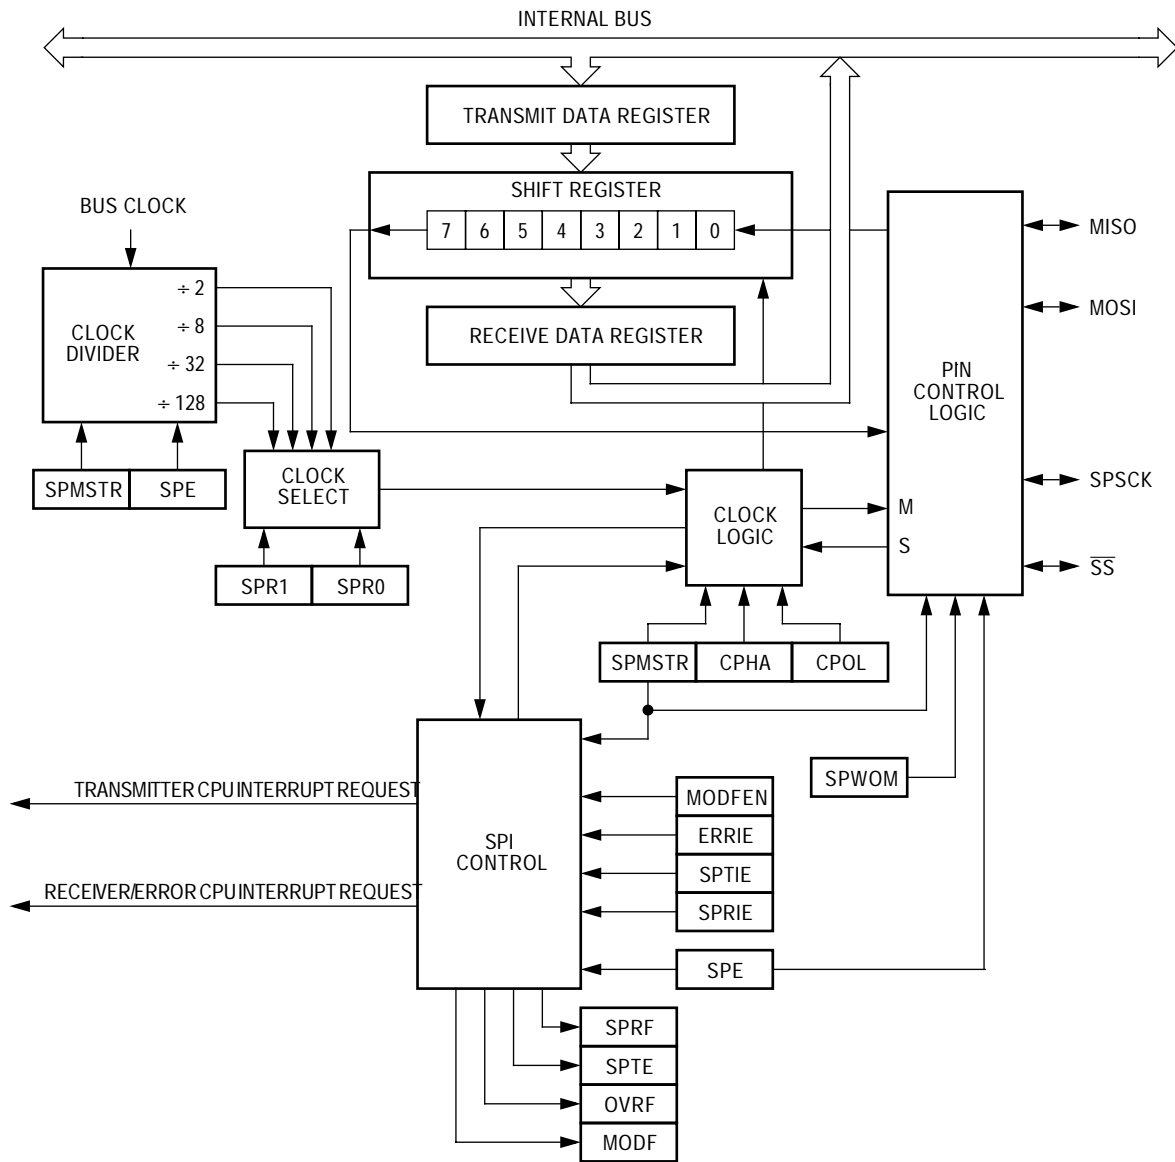 INTERNAL BUS
TRANSMIT DATA REGISTER
SHIFT REGISTER
7 6 5 4 3 2 1 0
BUS CLOCK
MISO
÷ 2
MOSI
÷ 8
CLOCK
DIVIDER
RECEIVE DATA REGISTER
÷ 32
PIN
CONTROL
LOGIC
÷ 128
CLOCK
SELECT
SPMSTR SPE
SPSCK
M
CLOCK
LOGIC
S
SS
SPR1 SPR0
SPMSTR CPHA CPOL
SPWOM
TRANSMITTER CPU INTERRUPT REQUEST
MODFEN
ERRIE
SPI
CONTROL
SPTIE
RECEIVER/ERROR CPU INTERRUPT REQUEST
SPRIE
SPE
SPRF
SPTE
OVRF
MODF